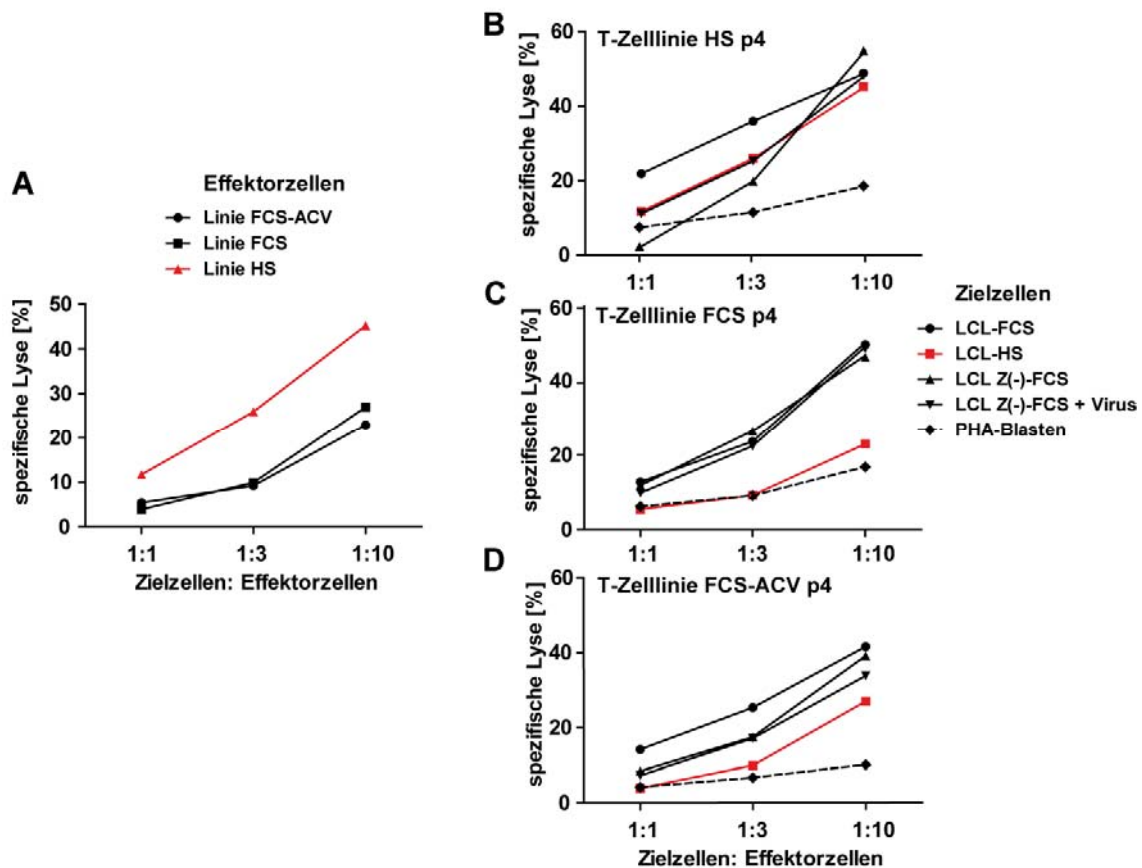 A
Effektorzellen
Linie FCS-ACV
Linie FCS
Linie HS
spezifische Lyse [%]
50
40
30
20
10
0
1:1 1:3 1:10
Zielzellen: Effektorzellen
B
T-Zelllinie HS p4
spezifische Lyse [%]
60
40
20
0
1:1 1:3 1:10
C
T-Zelllinie FCS p4
spezifische Lyse [%]
60
40
20
0
1:1 1:3 1:10
Zielzellen
LCL-FCS
LCL-HS
LCL Z(-)-FCS
LCL Z(-)-FCS + Virus
PHA-Blasten
D
T-Zelllinie FCS-ACV p4
spezifische Lyse [%]
60
40
20
0
1:1 1:3 1:10
Zielzellen: Effektorzellen